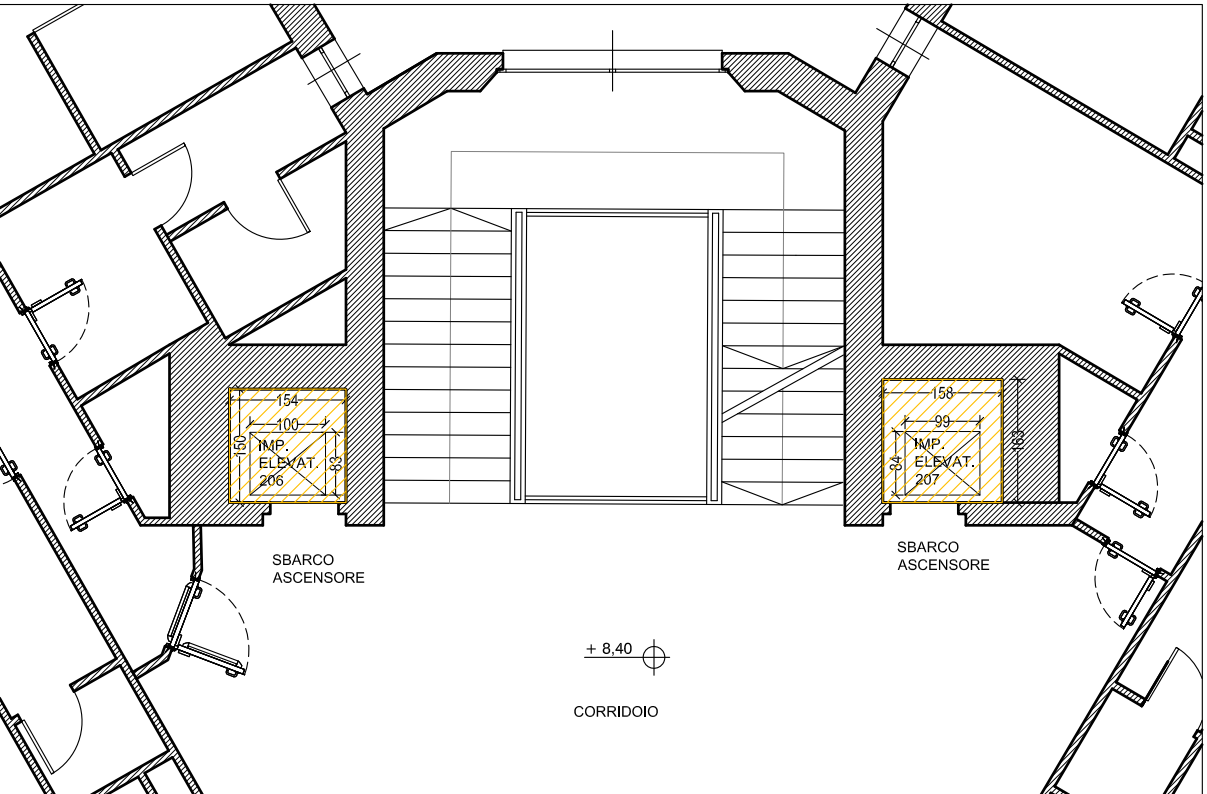 154
100
150
83
IMP.
ELEVAT.
206
158
99
163
84
IMP.
ELEVAT.
207
SBARCO
ASCENSORE
SBARCO
ASCENSORE
+ 8,40
CORRIDOIO